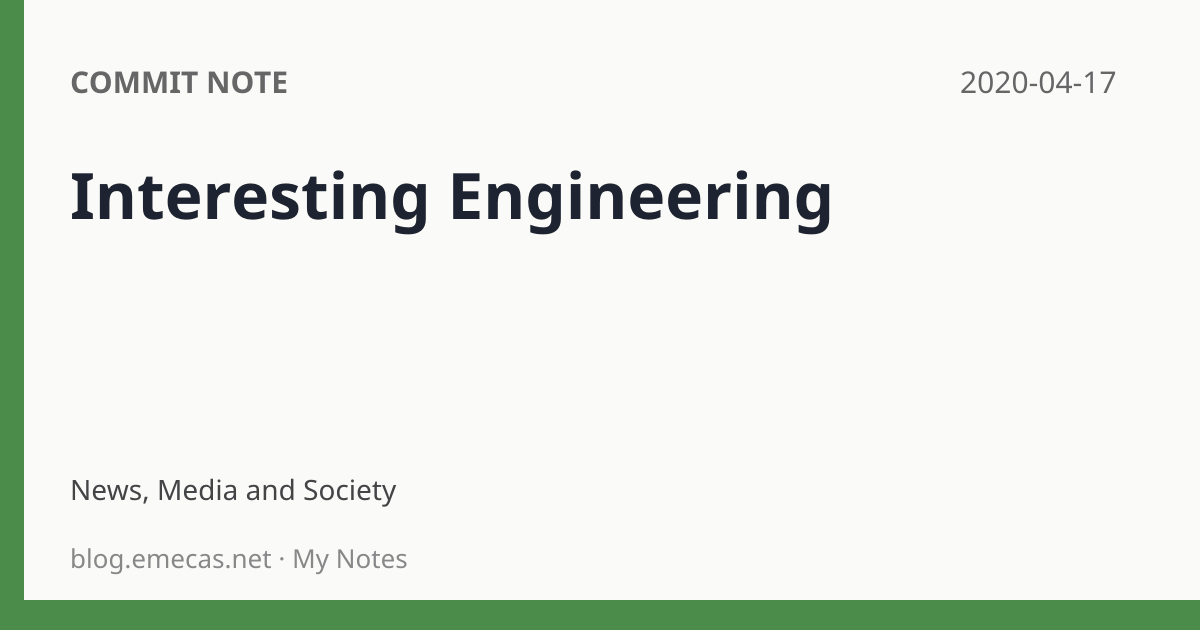 COMMIT NOTE
2020-04-17
Interesting Engineering
News, Media and Society
blog.emecas.net · My Notes